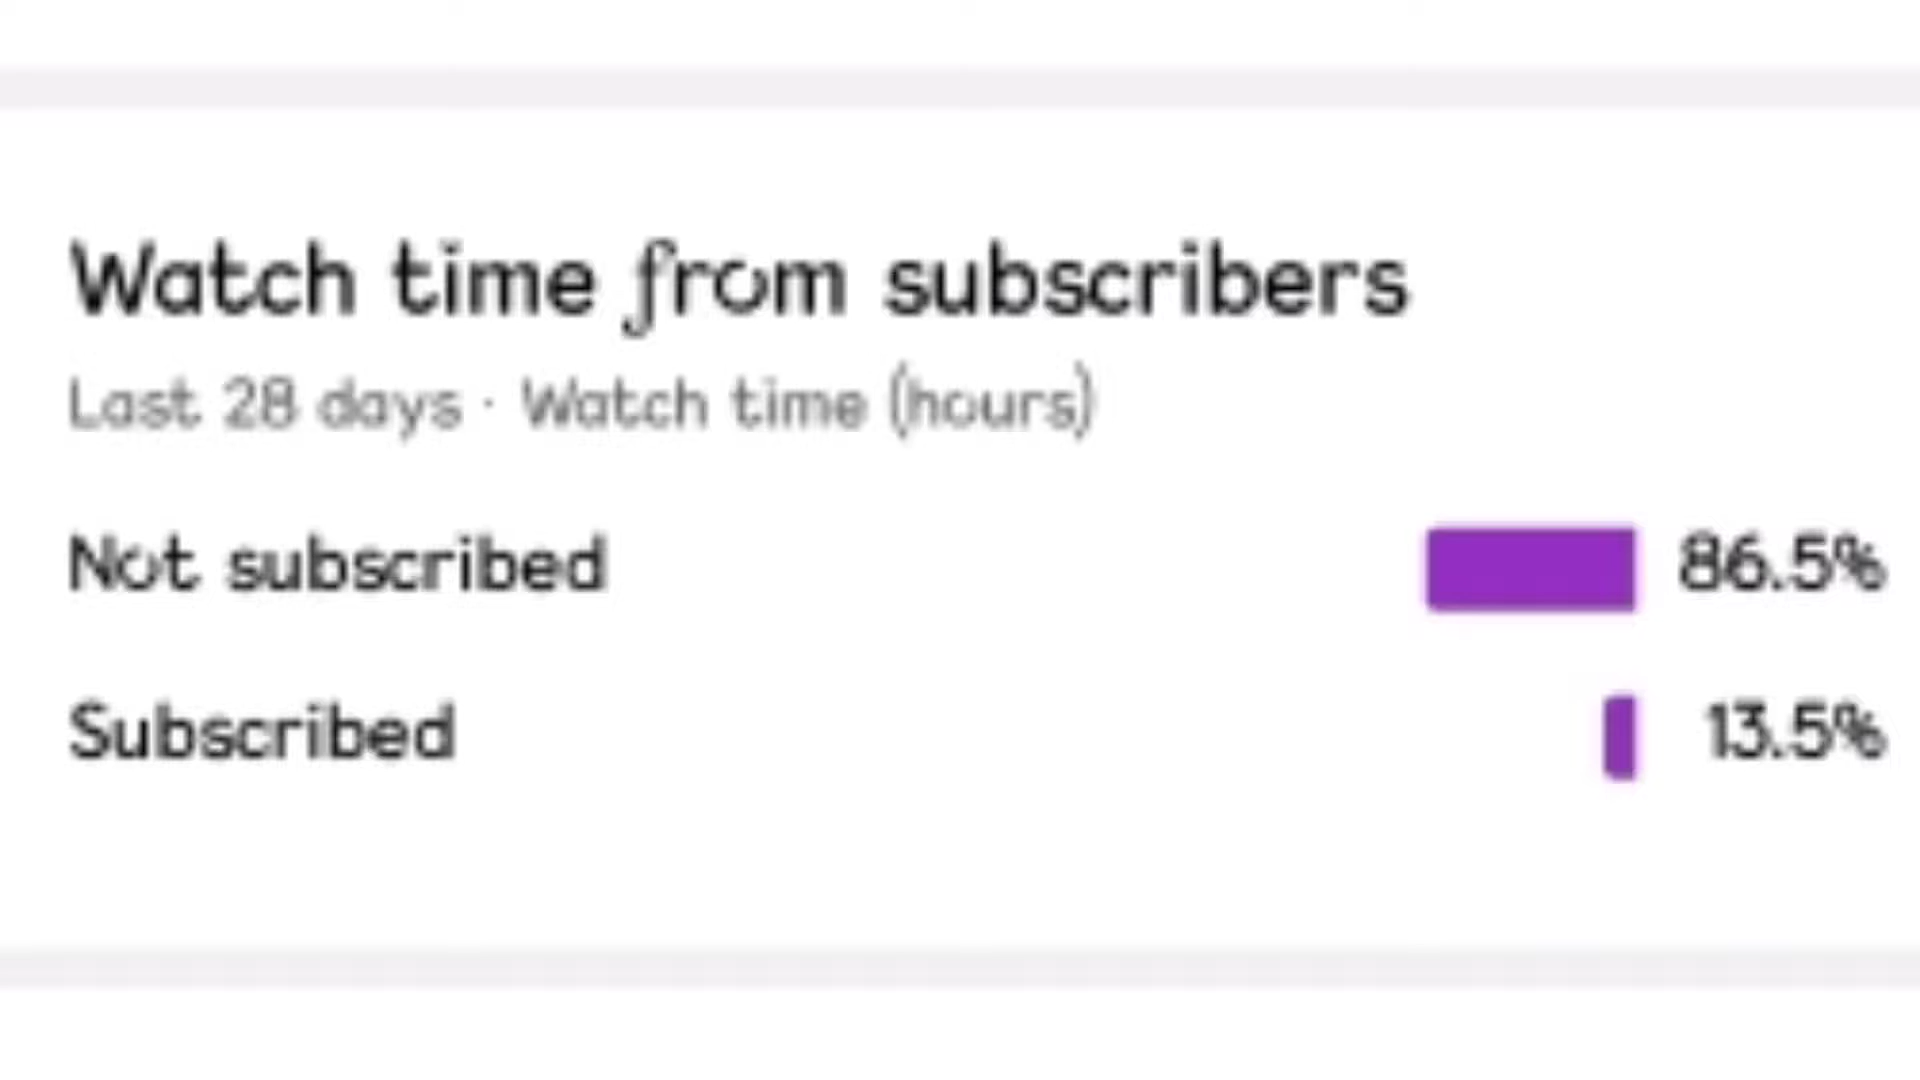 Watch time from subscribers
Last 28 days · Watch time (hours)
Not subscribed 86.5%
Subscribed 13.5%